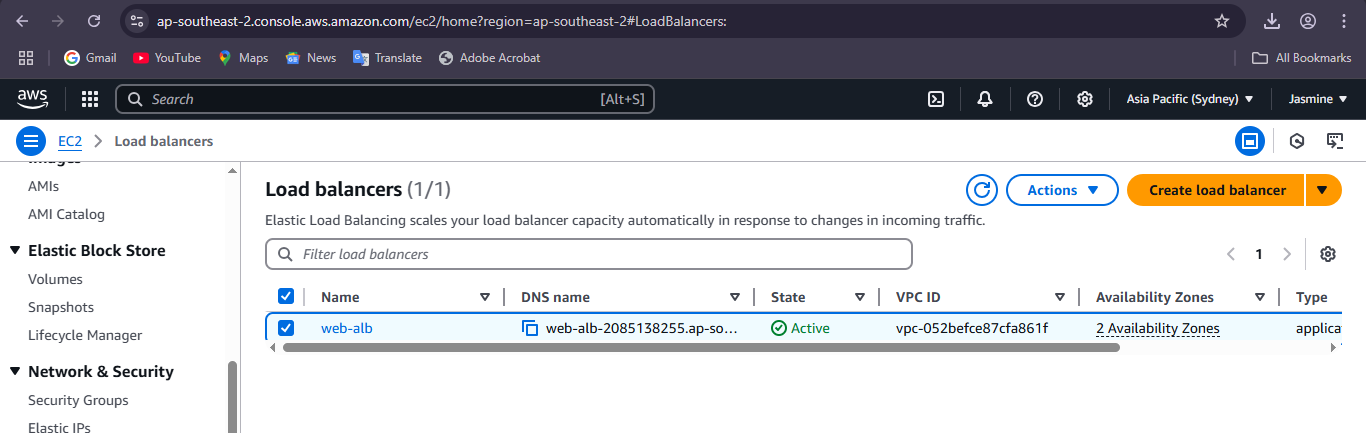 ap-southeast-2.console.aws.amazon.com/ec2/home?region=ap-southeast-2#LoadBalancers:
Gmail YouTube Maps News Translate Adobe Acrobat All Bookmarks
aws Search [Alt+S] Asia Pacific (Sydney) Jasmine
EC2 Load balancers
Images
AMIs
AMI Catalog
Elastic Block Store
Volumes
Snapshots
Lifecycle Manager
Network & Security
Security Groups
Elastic IPs
Load balancers (1/1) Actions Create load balancer
Elastic Load Balancing scales your load balancer capacity automatically in response to changes in incoming traffic.
Filter load balancers 1
Name DNS name State VPC ID Availability Zones Type
web-alb web-alb-2085138255.ap-so... Active vpc-052befce87cfa861f 2 Availability Zones applica